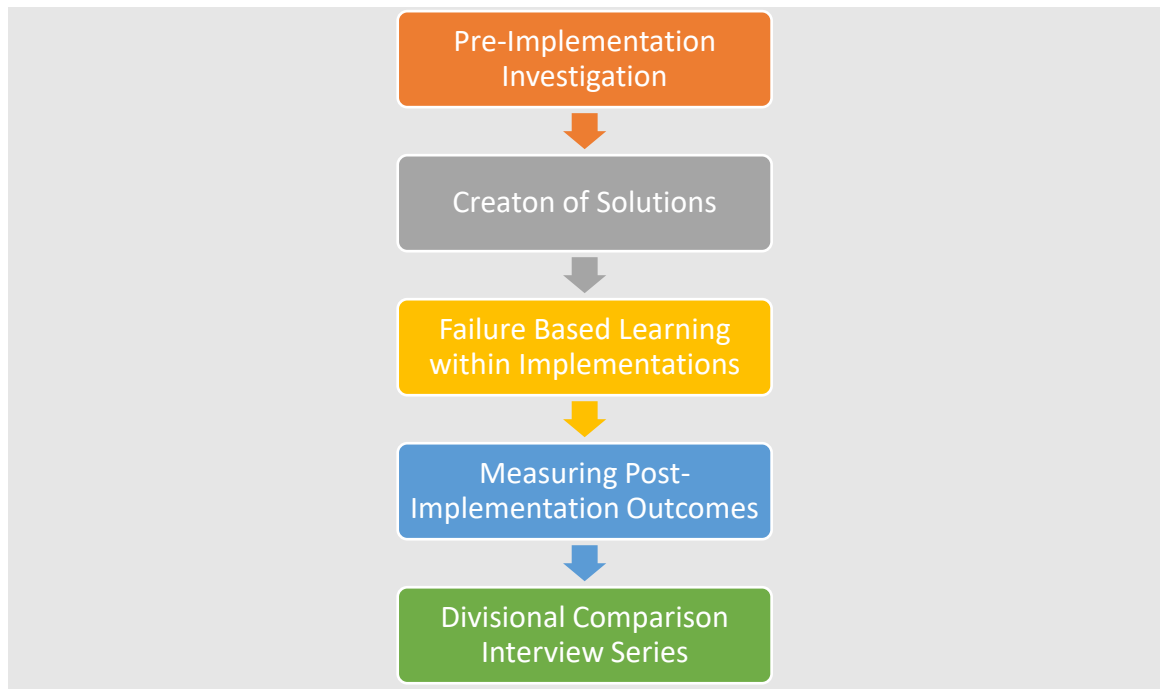 Pre-Implementation
Investigation
Creaton of Solutions
Failure Based Learning
within Implementations
Measuring Post-
Implementation Outcomes
Divisional Comparison
Interview Series